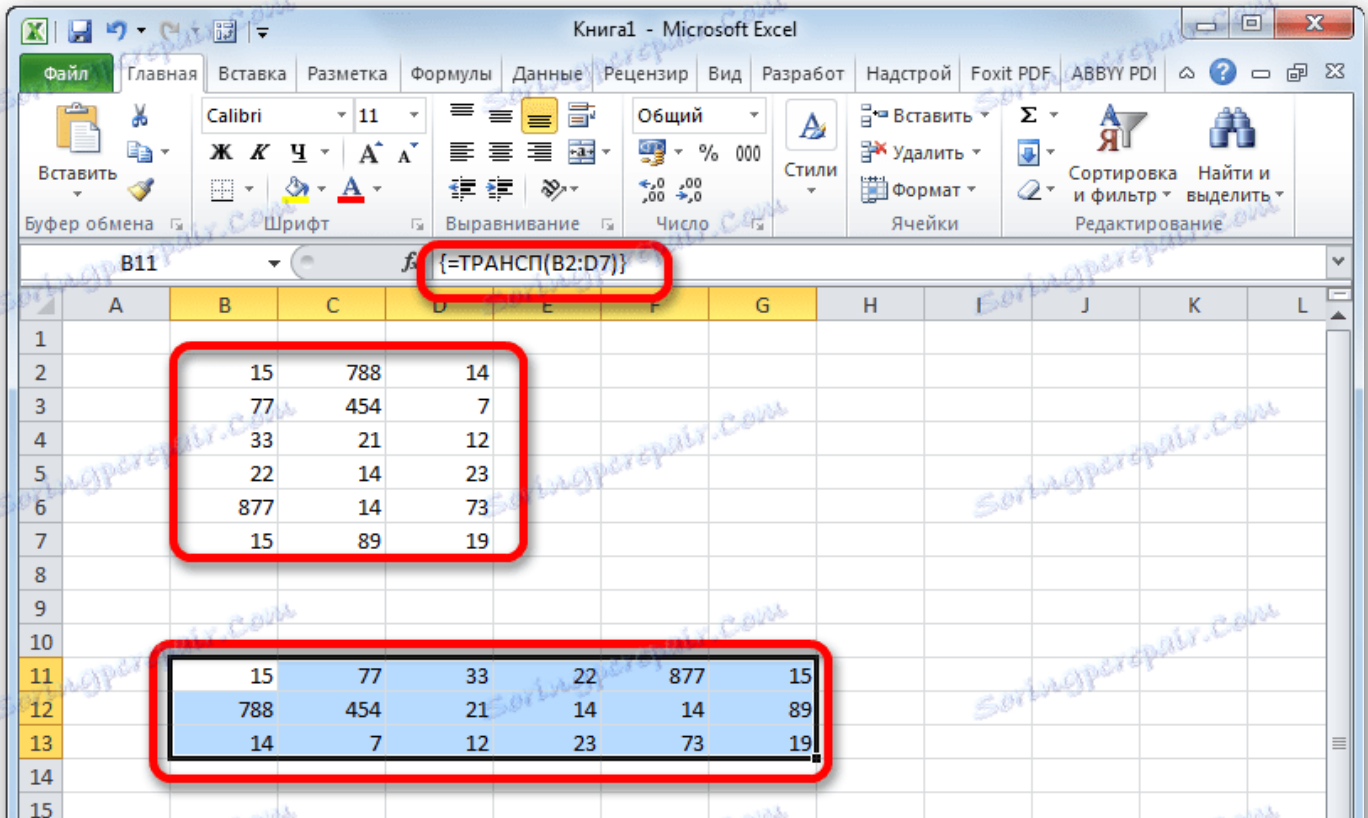 Книга1 - Microsoft Excel
Файл Главная Вставка Разметка Формулы Данные Рецензир Вид Разработ Надстрой Foxit PDF ABBYY PDI
Calibri 11 Общий Вставить Σ
Ж К Ч А А % 000 Удалить
Вставить Стили Формат Сортировка и фильтр Найти и выделить
Буфер обмена Шрифт Выравнивание Число Ячейки Редактирование
B11 fx {=ТРАНСП(B2:D7)}
A B C D E F G H I J K L
1
2 15 788 14
3 77 454 7
4 33 21 12
5 22 14 23
6 877 14 73
7 15 89 19
8
9
10
11 15 77 33 22 877 15
12 788 454 21 14 14 89
13 14 7 12 23 73 19
14
15
Soringpcrepair.Com